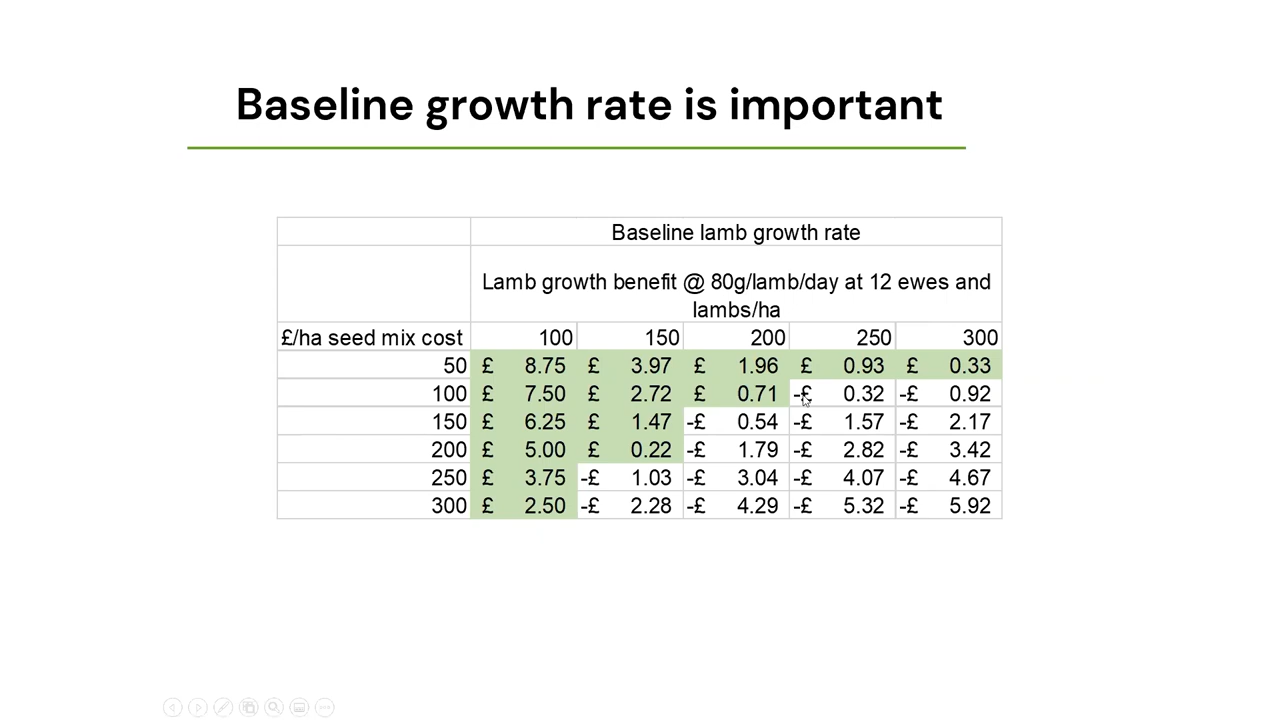 Baseline growth rate is important
Baseline lamb growth rate
Lamb growth benefit @ 80g/lamb/day at 12 ewes and
lambs/ha
£/ha seed mix cost 100 150 200 250 300
50 £ 8.75 £ 3.97 £ 1.96 £ 0.93 £ 0.33
100 £ 7.50 £ 2.72 £ 0.71 -£ 0.32 -£ 0.92
150 £ 6.25 £ 1.47 -£ 0.54 -£ 1.57 -£ 2.17
200 £ 5.00 £ 0.22 -£ 1.79 -£ 2.82 -£ 3.42
250 £ 3.75 -£ 1.03 -£ 3.04 -£ 4.07 -£ 4.67
300 £ 2.50 -£ 2.28 -£ 4.29 -£ 5.32 -£ 5.92